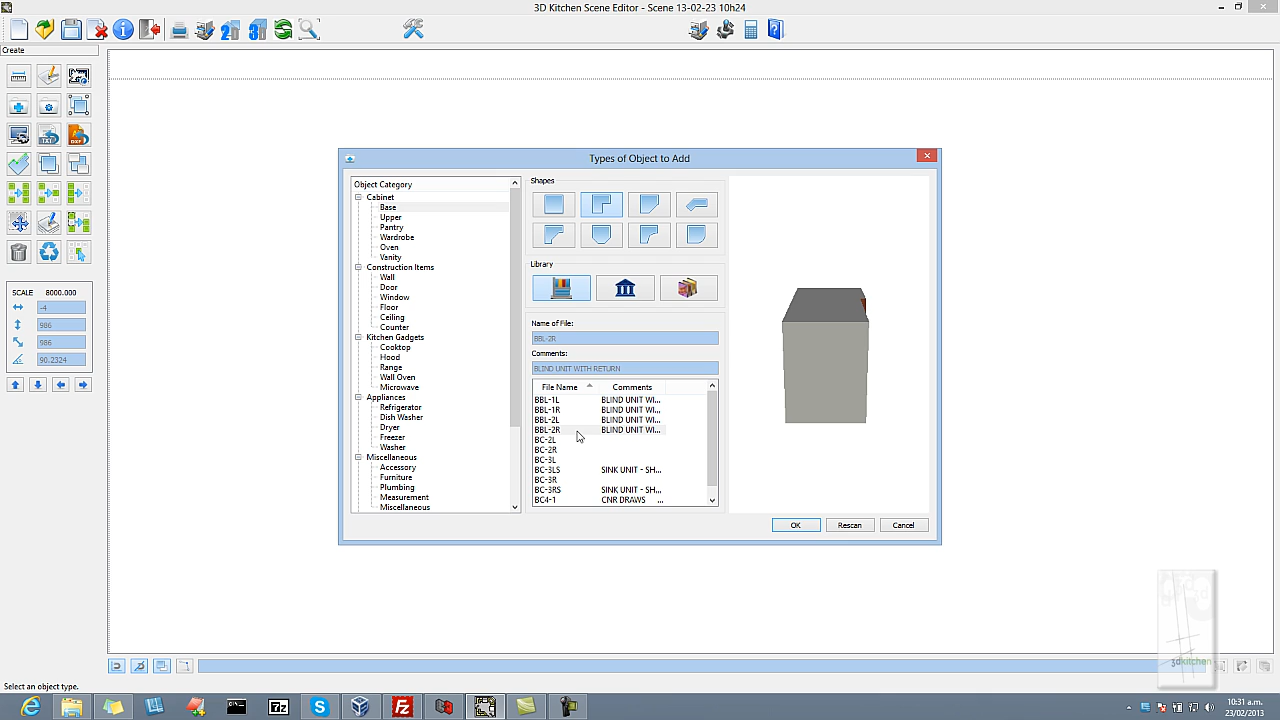 3D Kitchen Scene Editor - Scene 13-02-23 10h24
Create
Types of Object to Add
Object Category
Cabinet
Base
Upper
Pantry
Wardrobe
Oven
Vanity
Construction Items
Wall
Door
Window
Floor
Ceiling
Counter
Kitchen Gadgets
Cooktop
Hood
Range
Wall Oven
Microwave
Appliances
Refrigerator
Dish Washer
Dryer
Freezer
Washer
Miscellaneous
Accessory
Furniture
Plumbing
Measurement
Miscellaneous
Shapes
Library
Name of File:
BBL-2R
Comments:
BLIND UNIT WITH RETURN
File Name Comments
BBL-1L BLIND UNIT WI...
BBL-1R BLIND UNIT WI...
BBL-2L BLIND UNIT WI...
BBL-2R BLIND UNIT WI...
BC-2L
BC-2R
BC-3L
BC-3LS SINK UNIT - SH...
BC-3R
BC-3RS SINK UNIT - SH...
BC4-1 CNR DRAWS ...
OK Rescan Cancel
SCALE 8000.000
-4
986
986
90.2324
3dkitchen
Select an object type.
10:31 a.m.
23/02/2013